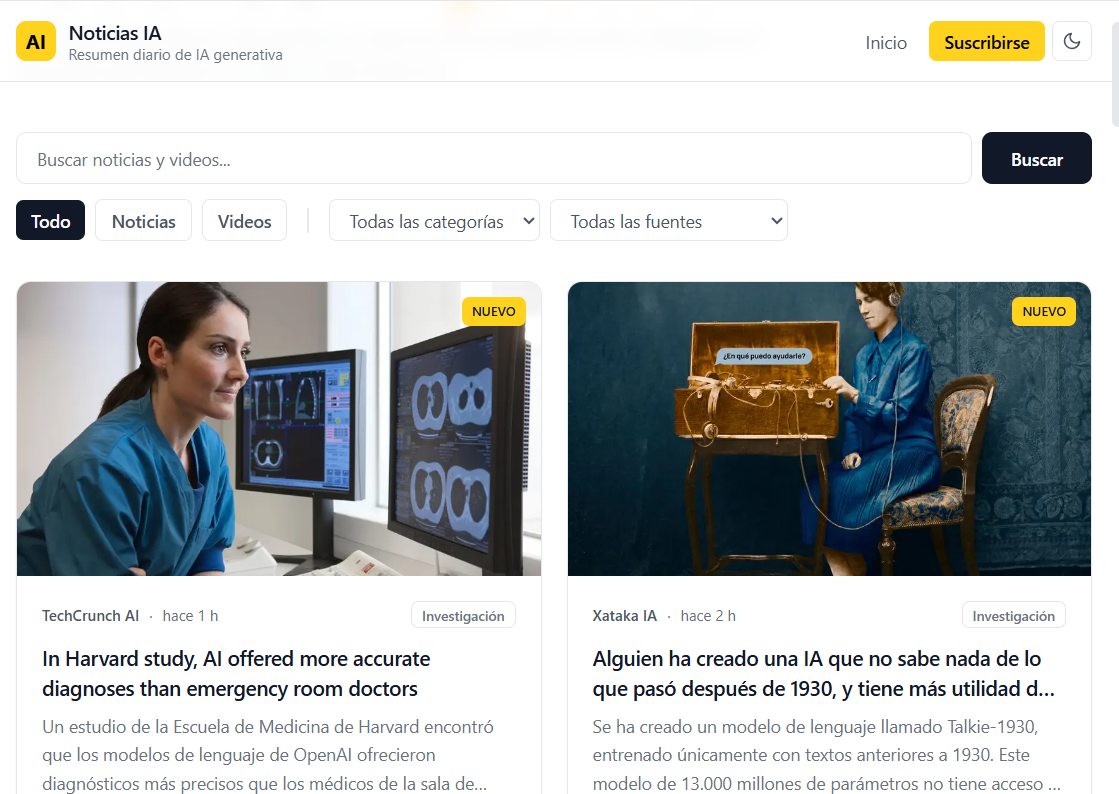 AI
Noticias IA
Resumen diario de IA generativa
Inicio
Suscribirse
Buscar noticias y videos...
Buscar
Todo
Noticias
Videos
Todas las categorías
Todas las fuentes
NUEVO
TechCrunch AI · hace 1 h
Investigación
In Harvard study, AI offered more accurate
diagnoses than emergency room doctors
Un estudio de la Escuela de Medicina de Harvard encontró
que los modelos de lenguaje de OpenAI ofrecieron
diagnósticos más precisos que los médicos de la sala de...
NUEVO
¿En qué puedo ayudarle?
Xataka IA · hace 2 h
Investigación
Alguien ha creado una IA que no sabe nada de lo
que pasó después de 1930, y tiene más utilidad d...
Se ha creado un modelo de lenguaje llamado Talkie-1930,
entrenado únicamente con textos anteriores a 1930. Este
modelo de 13.000 millones de parámetros no tiene acceso ...